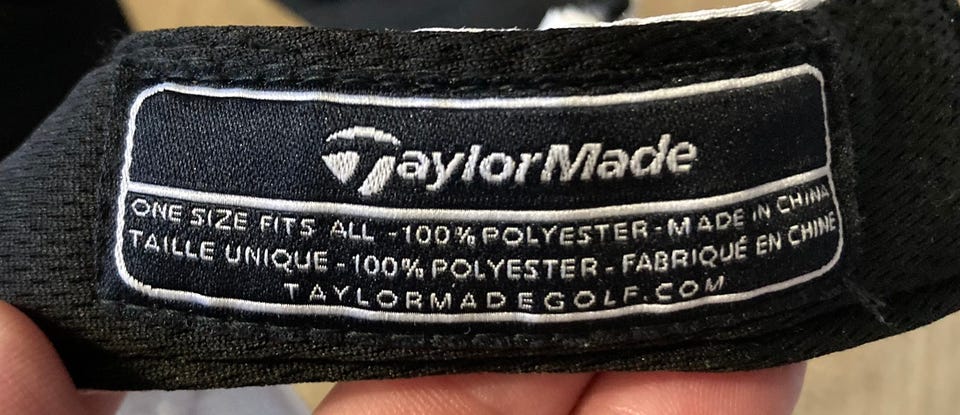 TaylorMade
ONE SIZE FITS ALL - 100% POLYESTER - MADE IN CHINA
TAILLE UNIQUE - 100% POLYESTER - FABRIQUÉ EN CHINE
TAYLORMADEGOLF.COM